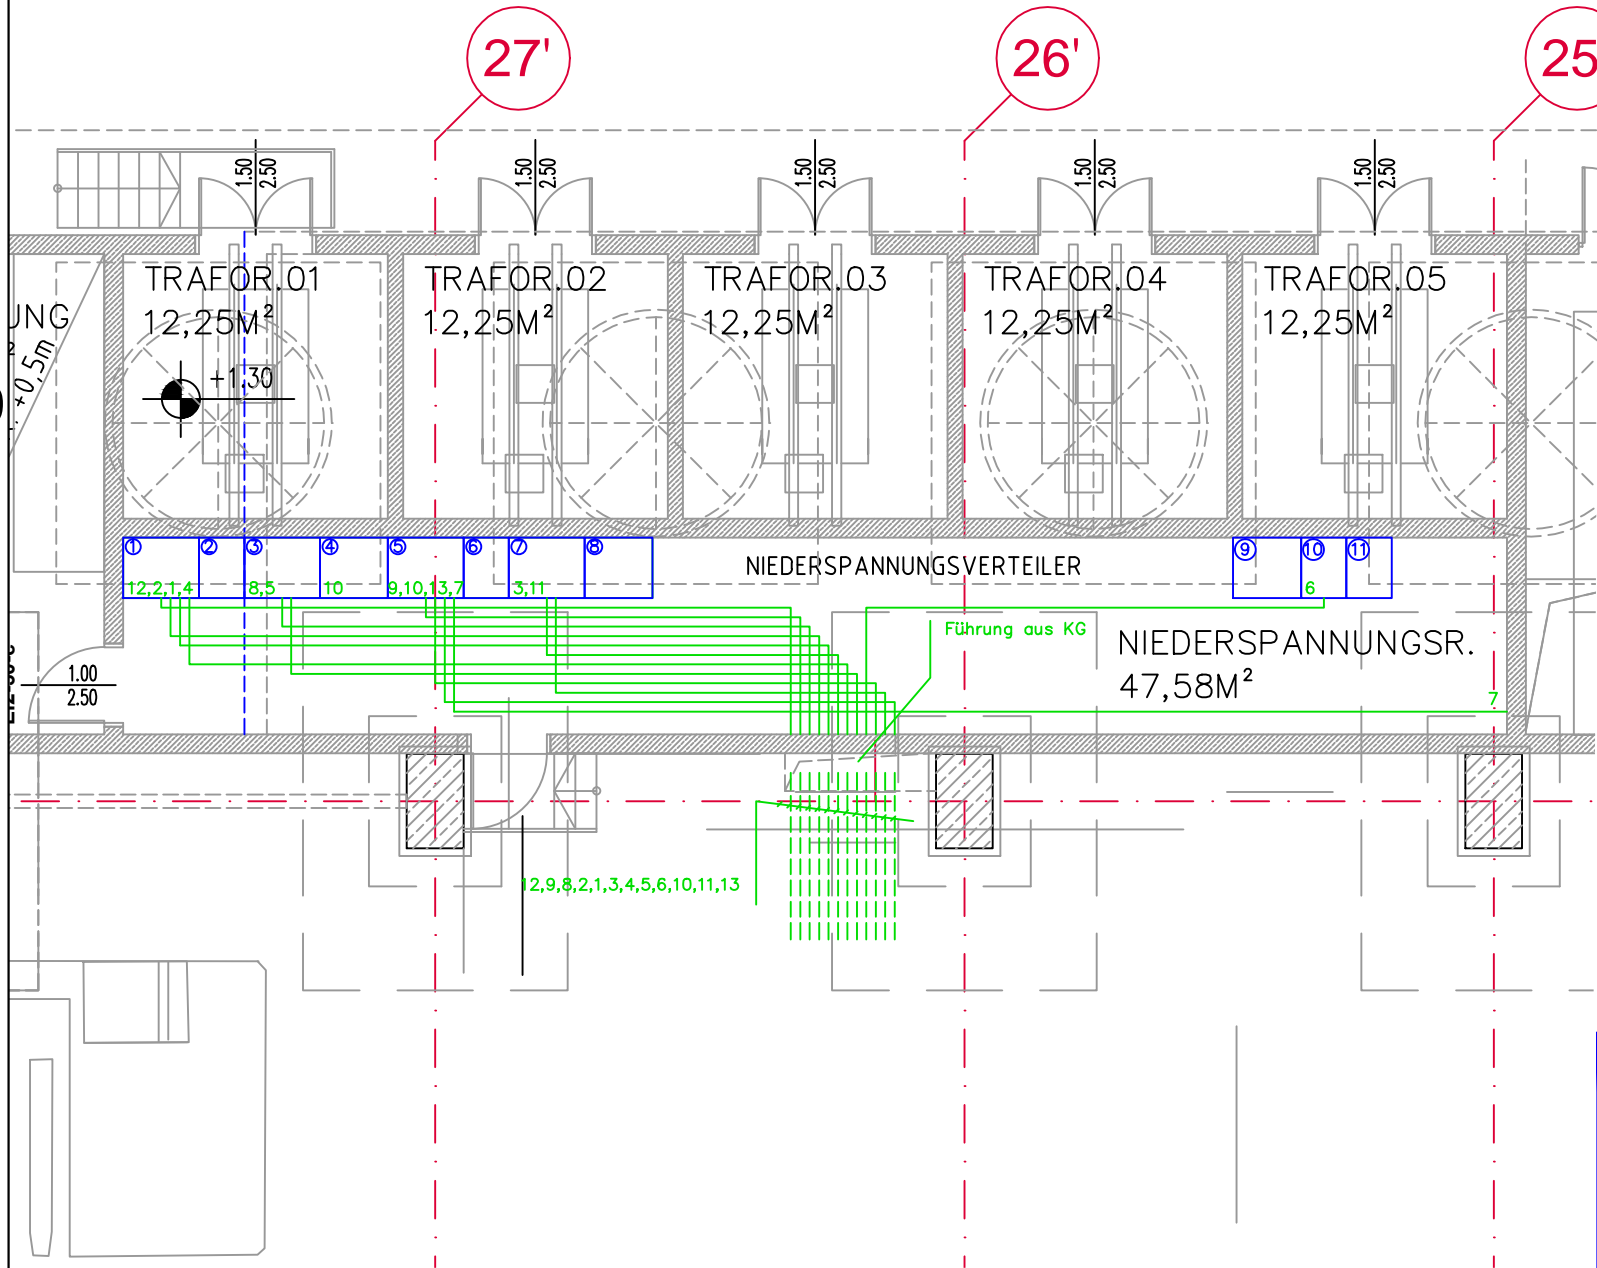 27' 26' 25
1.50 2.50 1.50 2.50 1.50 2.50 1.50 2.50 1.50 2.50
TRAFOR.01 TRAFOR.02 TRAFOR.03 TRAFOR.04 TRAFOR.05
12,25M² 12,25M² 12,25M² 12,25M² 12,25M²
UNG
+0,5m
+1.30
1 2 3 4 5 6 7 8 9 10 11
NIEDERSPANNUNGSVERTEILER
12,2,1,4 8,5 10 9,10,13,7 3,11 6
Führung aus KG
NIEDERSPANNUNGSR.
47,58M²
1.00
2.50
7
12,9,8,2,1,3,4,5,6,10,11,13